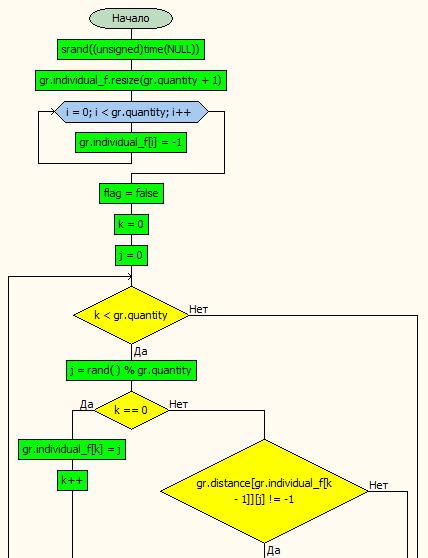 Начало
srand((unsigned)time(NULL))
gr.individual_f.resize(gr.quantity + 1)
i = 0; i < gr.quantity; i++
gr.individual_f[i] = -1
flag = false
k = 0
j = 0
k < gr.quantity
Нет
Да
j = rand( ) % gr.quantity
Да
k == 0
Нет
gr.individual_f[k] = j
k++
gr.distance[gr.individual_f[k
- 1]][j] != -1
Нет
Да